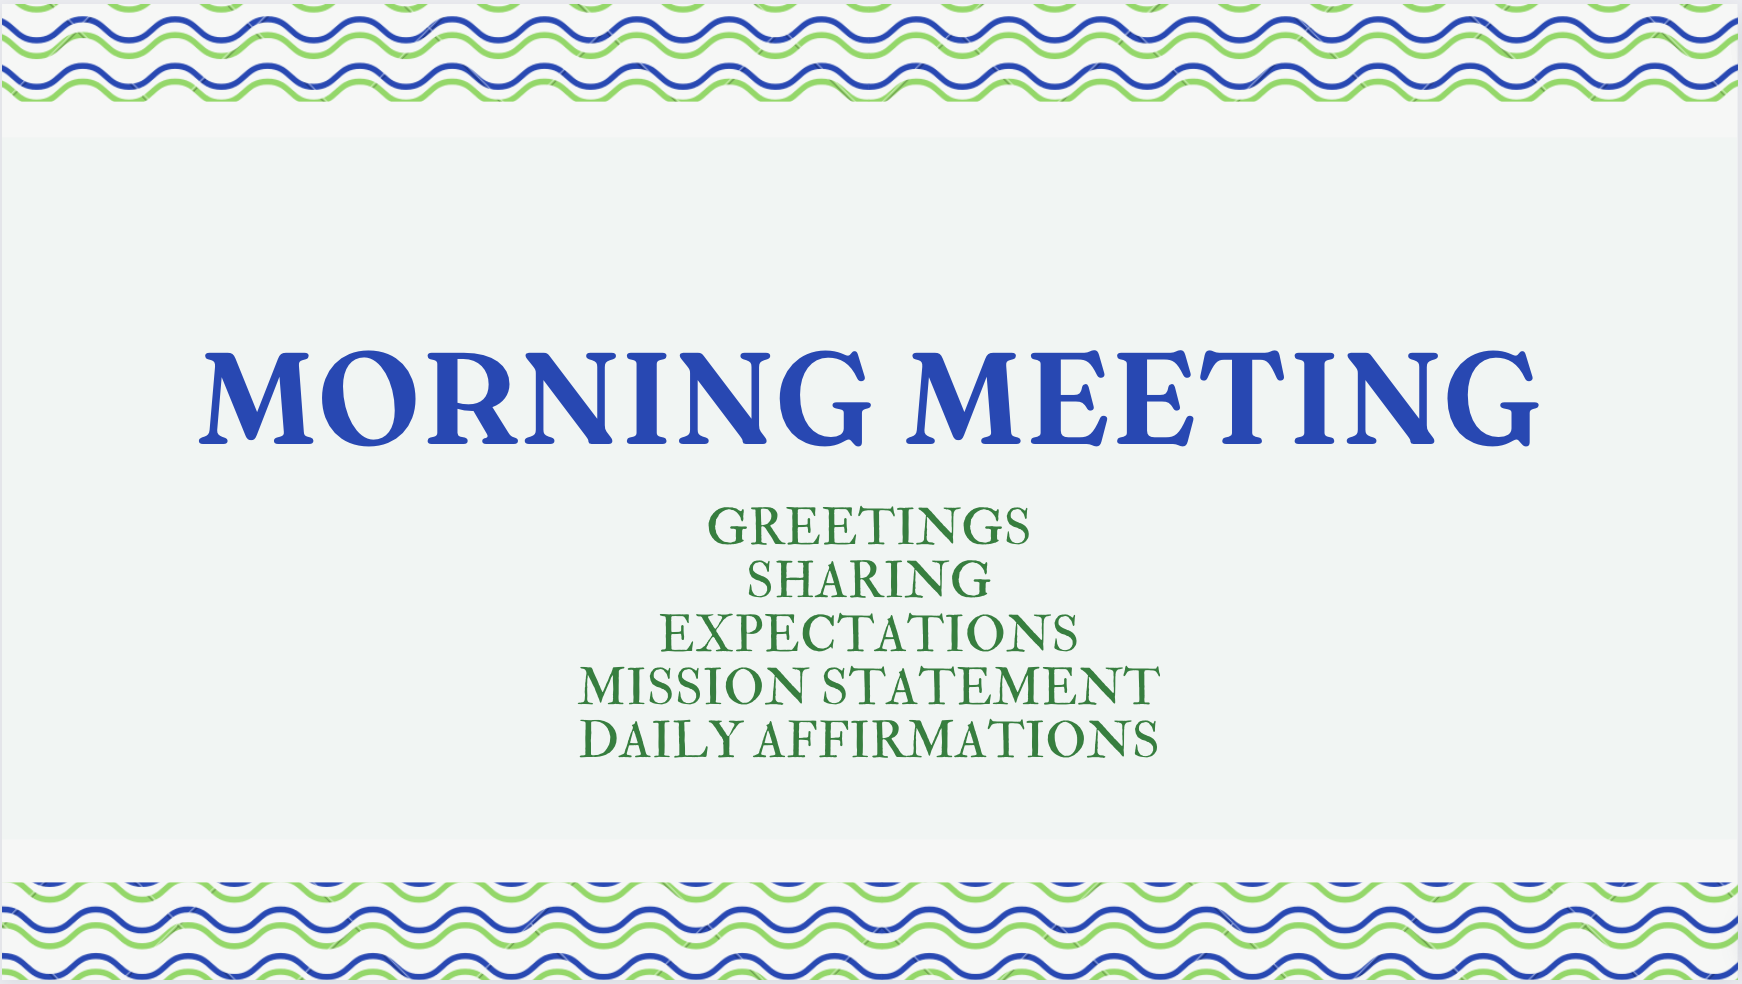 MORNING MEETING
GREETINGS
SHARING
EXPECTATIONS
MISSION STATEMENT
DAILY AFFIRMATIONS